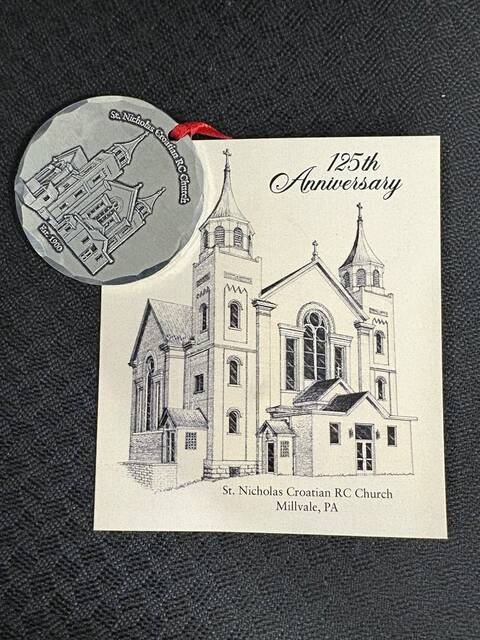 St. Nicholas Croatian RC Church
Est. 1900
125th
Anniversary
St. Nicholas Croatian RC Church
Millvale, PA